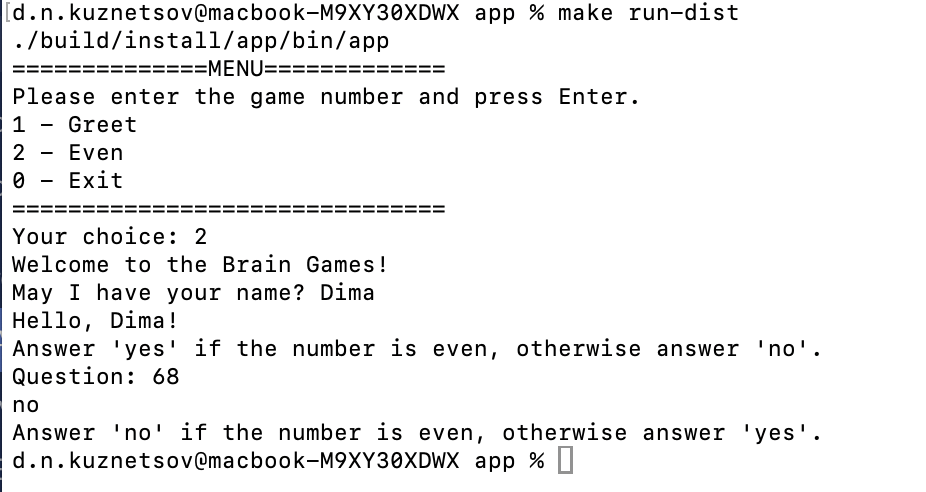 [d.n.kuznetsov@macbook-M9XY30XDWX app % make run-dist
./build/install/app/bin/app
==============MENU=============
Please enter the game number and press Enter.
1 - Greet
2 - Even
0 - Exit
===============================
Your choice: 2
Welcome to the Brain Games!
May I have your name? Dima
Hello, Dima!
Answer 'yes' if the number is even, otherwise answer 'no'.
Question: 68
no
Answer 'no' if the number is even, otherwise answer 'yes'.
d.n.kuznetsov@macbook-M9XY30XDWX app %